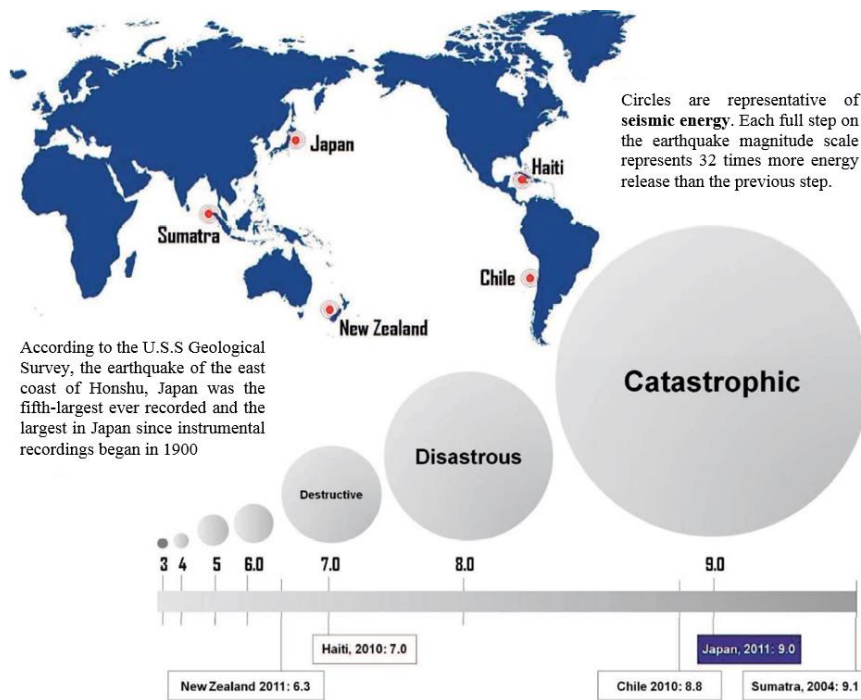 Japan
Haiti
Sumatra
Chile
New Zealand
Circles are representative of
seismic energy. Each full step on
the earthquake magnitude scale
represents 32 times more energy
release than the previous step.
According to the U.S.S Geological
Survey, the earthquake of the east
coast of Honshu, Japan was the
fifth-largest ever recorded and the
largest in Japan since instrumental
recordings began in 1900
Catastrophic
Disastrous
Destructive
3 4 5 6.0 7.0 8.0 9.0
Haiti, 2010: 7.0
Japan, 2011: 9.0
New Zealand 2011: 6.3
Chile 2010: 8.8
Sumatra, 2004: 9.1